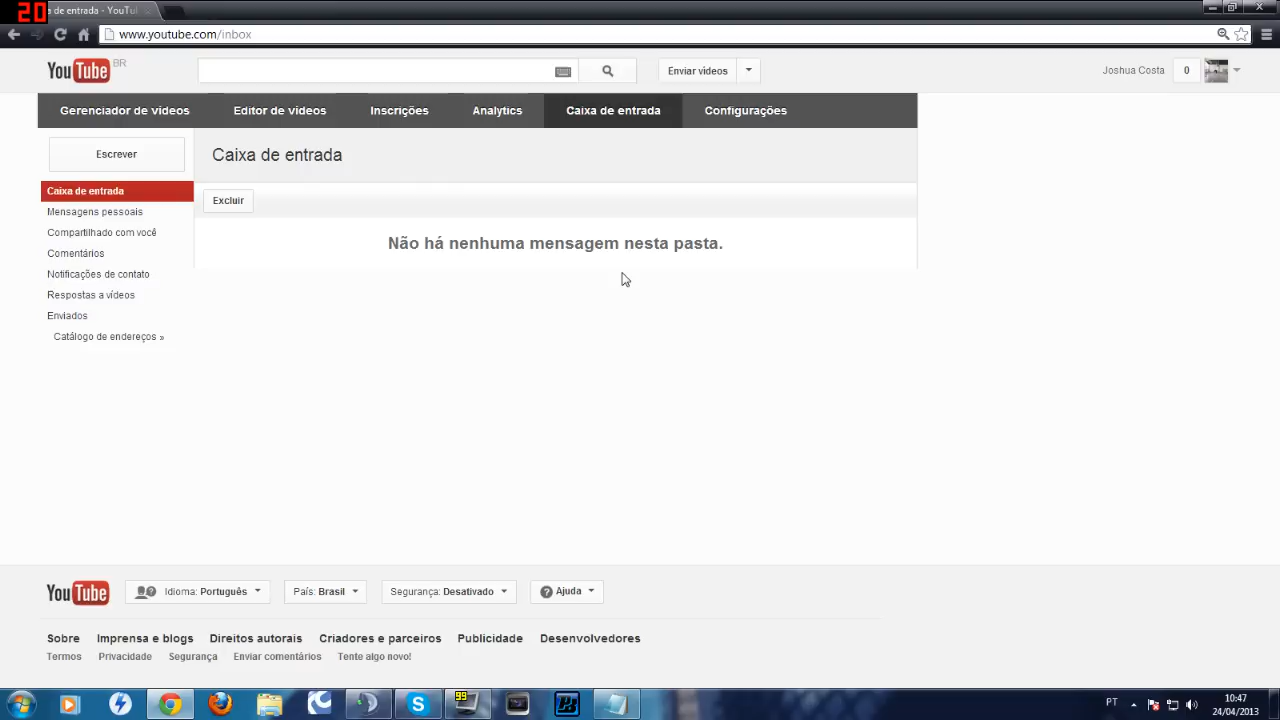 20
a de entrada - YouTu
www.youtube.com/inbox
YouTube BR
Enviar vídeos
Joshua Costa
0
Gerenciador de vídeos Editor de vídeos Inscrições Analytics Caixa de entrada Configurações
Escrever
Caixa de entrada
Caixa de entrada
Mensagens pessoais
Compartilhado com você
Comentários
Notificações de contato
Respostas a vídeos
Enviados
Catálogo de endereços »
Excluir
Não há nenhuma mensagem nesta pasta.
YouTube
Idioma: Português
País: Brasil
Segurança: Desativado
Ajuda
Sobre Imprensa e blogs Direitos autorais Criadores e parceiros Publicidade Desenvolvedores
Termos Privacidade Segurança Enviar comentários Tente algo novo!
99
PT
10:47
24/04/2013